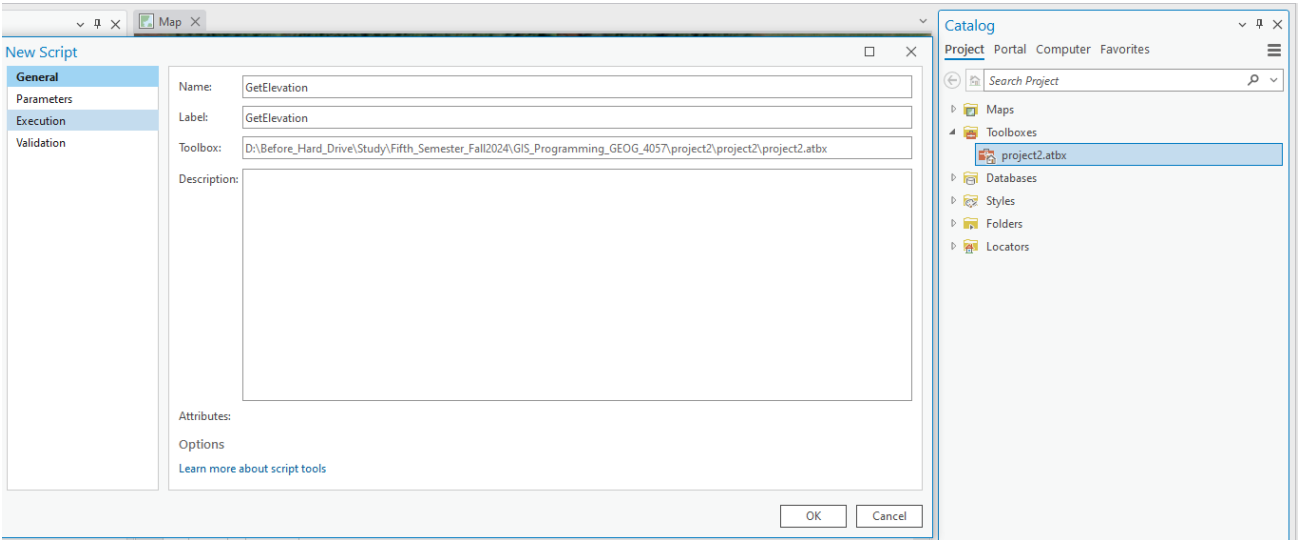 Map
New Script
General
Parameters
Execution
Validation
Name:
GetElevation
Label:
GetElevation
Toolbox:
D:\Before_Hard_Drive\Study\Fifth_Semester_Fall2024\GIS_Programming_GEOG_4057\project2\project2\project2.atbx
Description:
Attributes:
Options
Learn more about script tools
OK
Cancel
Catalog
Project Portal Computer Favorites
Search Project
Maps
Toolboxes
project2.atbx
Databases
Styles
Folders
Locators